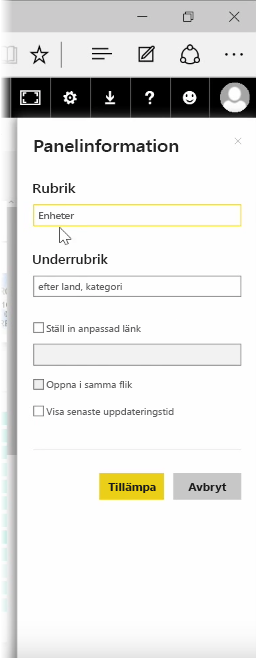 Panelinformation
Rubrik
Enheter
Underrubrik
efter land, kategori
Ställ in anpassad länk
Öppna i samma flik
Visa senaste uppdateringstid
Tillämpa
Avbryt